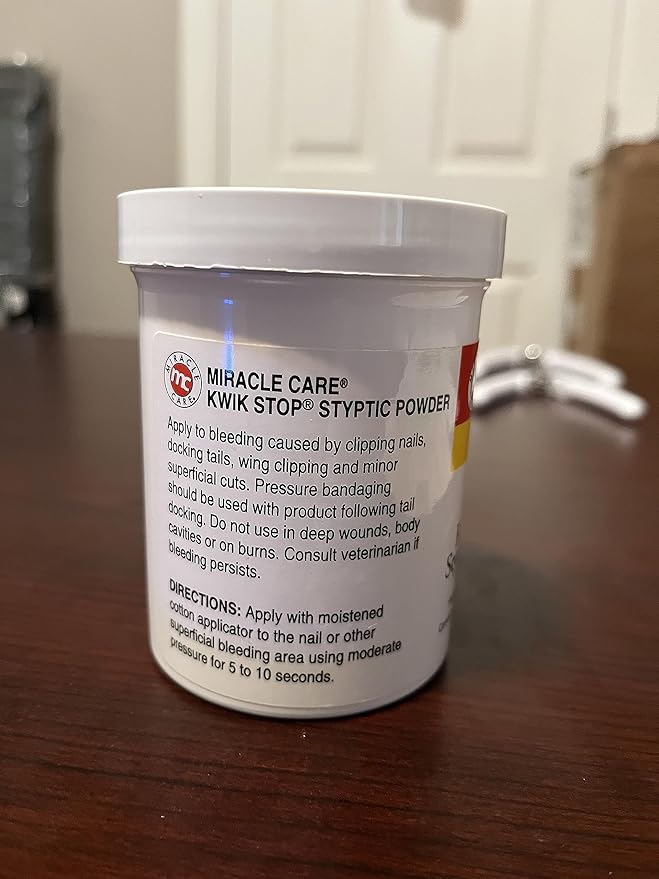 MIRACLE CARE®
mc
MIRACLE CARE®
KWIK STOP® STYPTIC POWDER
Apply to bleeding caused by clipping nails,
docking tails, wing clipping and minor
superficial cuts. Pressure bandaging
should be used with product following tail
docking. Do not use in deep wounds, body
cavities or on burns. Consult veterinarian if
bleeding persists.
DIRECTIONS: Apply with moistened
cotton applicator to the nail or other
superficial bleeding area using moderate
pressure for 5 to 10 seconds.